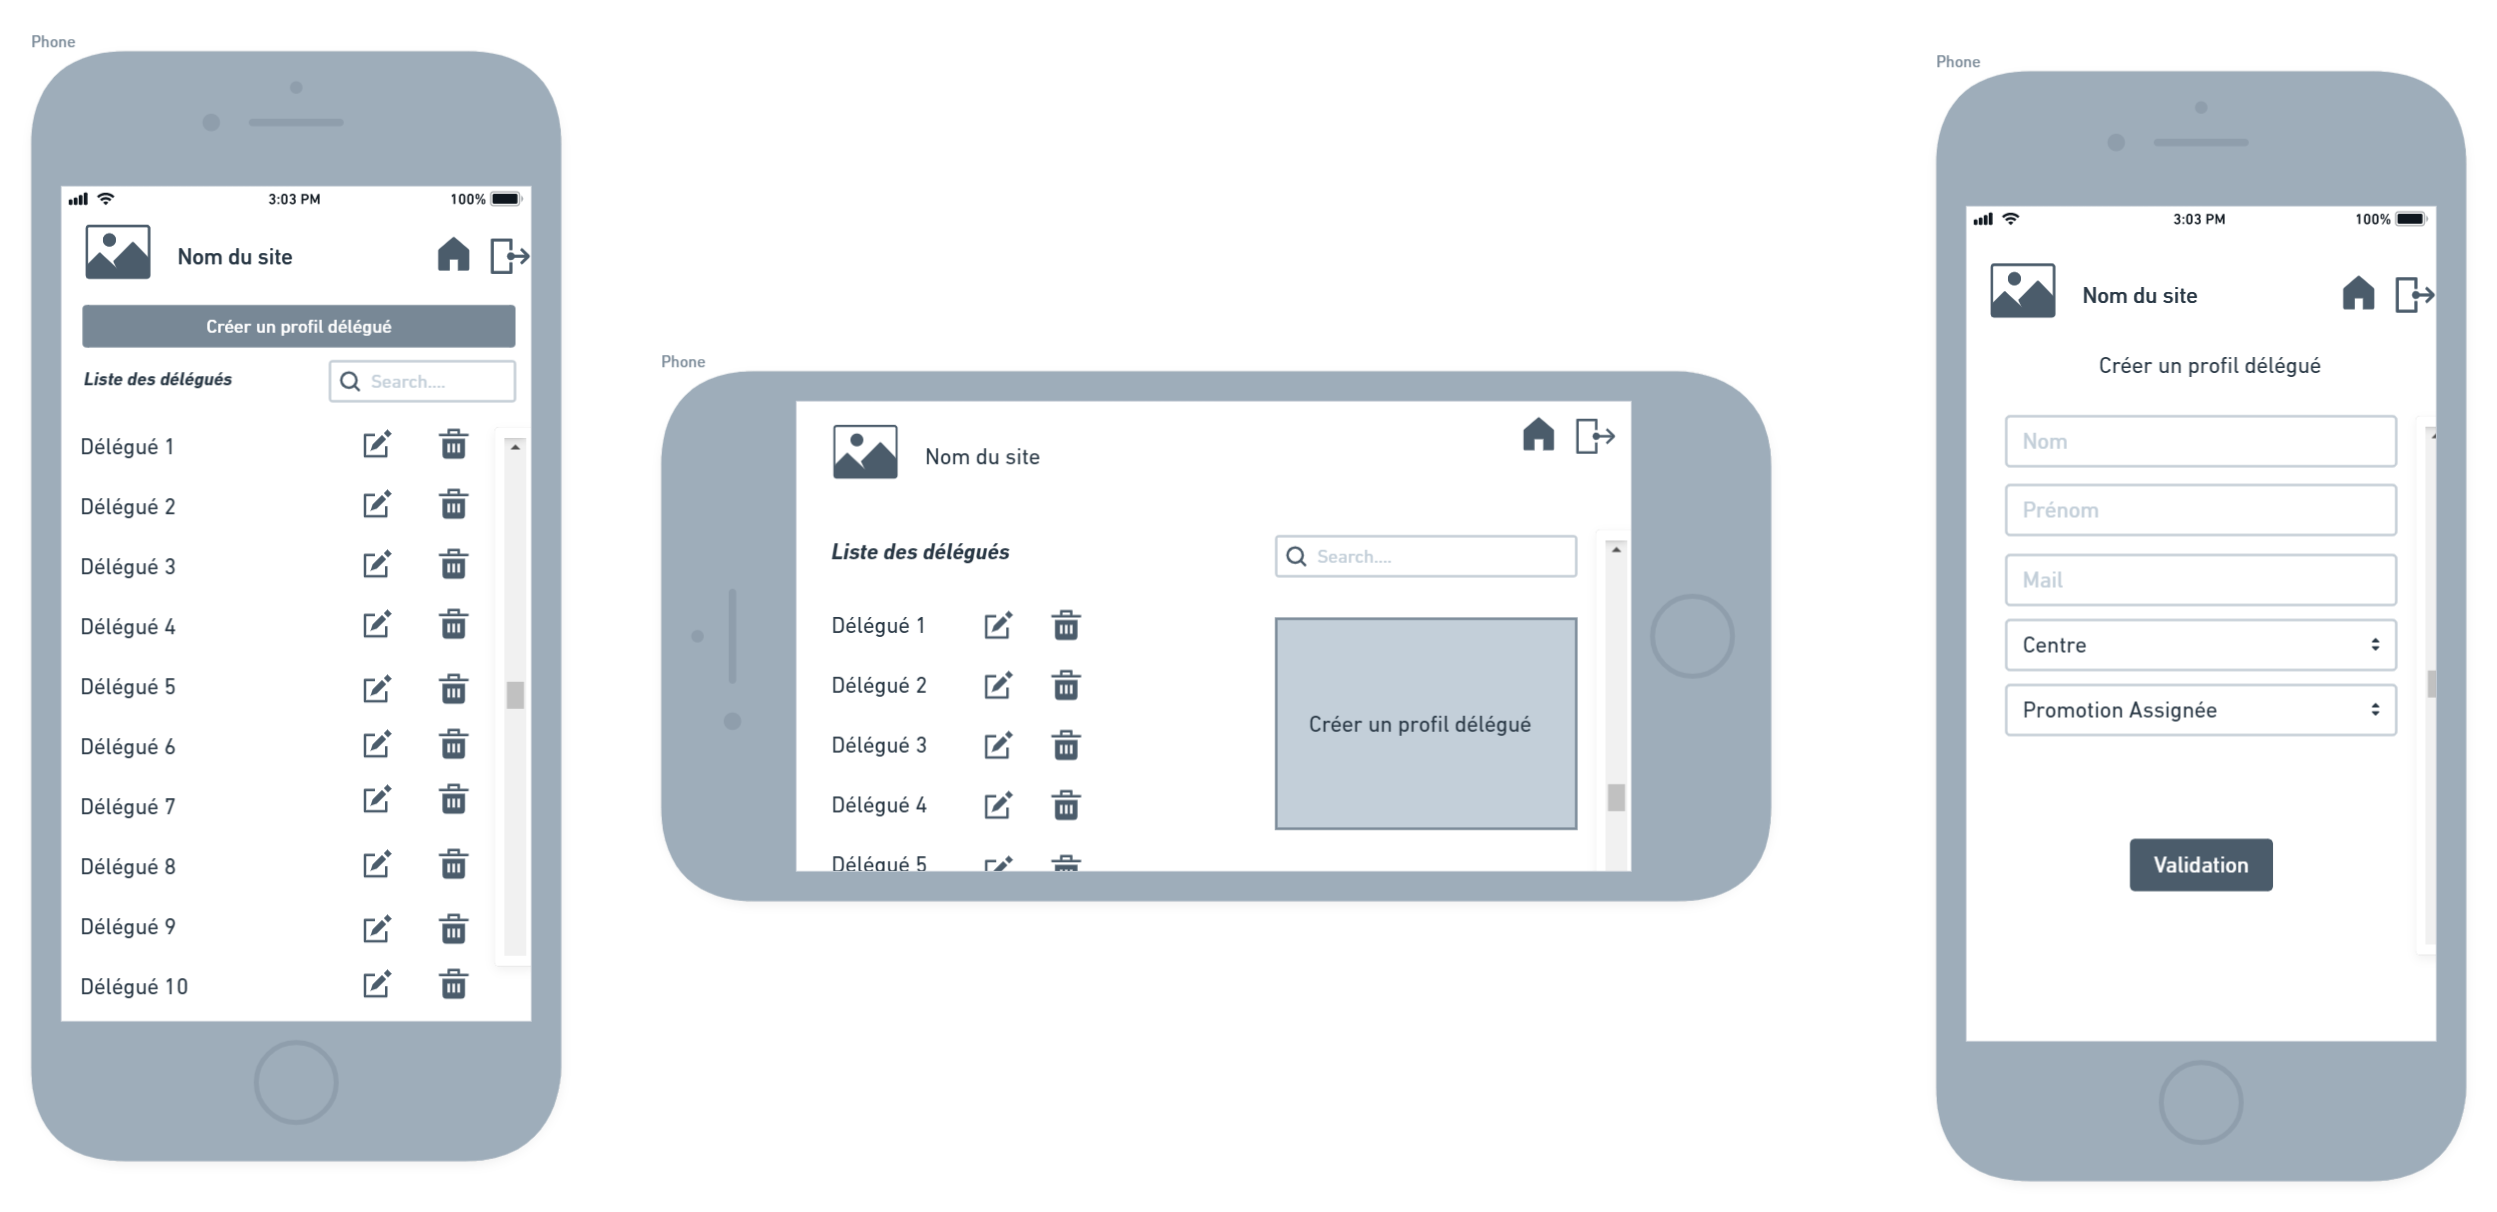 Phone
3:03 PM 100%
Nom du site
Créer un profil délégué
Liste des délégués Search....
Délégué 1
Délégué 2
Délégué 3
Délégué 4
Délégué 5
Délégué 6
Délégué 7
Délégué 8
Délégué 9
Délégué 10
Phone
Nom du site
Liste des délégués Search....
Délégué 1
Délégué 2
Délégué 3
Délégué 4
Délégué 5
Créer un profil délégué
Phone
3:03 PM 100%
Nom du site
Créer un profil délégué
Nom
Prénom
Mail
Centre
Promotion Assignée
Validation